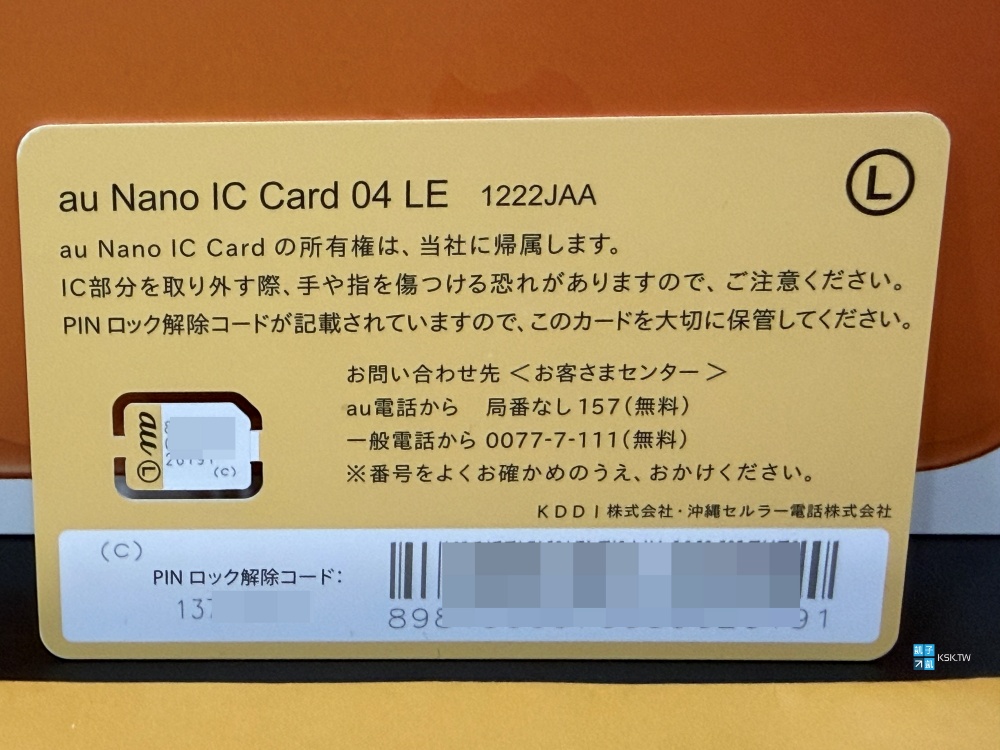 au Nano IC Card 04 LE 1222JAA
L
au Nano IC Card の所有権は、当社に帰属します。
IC部分を取り外す際、手や指を傷つける恐れがありますので、ご注意ください。
PIN ロック解除コードが記載されていますので、このカードを大切に保管してください。
お問い合わせ先 ＜お客さまセンター＞
au電話から 局番なし157（無料）
一般電話から 0077-7-111（無料）
※番号をよくお確かめのうえ、おかけください。
KDDI株式会社・沖縄セルラー電話株式会社
au
L
(C)
(C)
PIN ロック解除コード：
KSK.TW